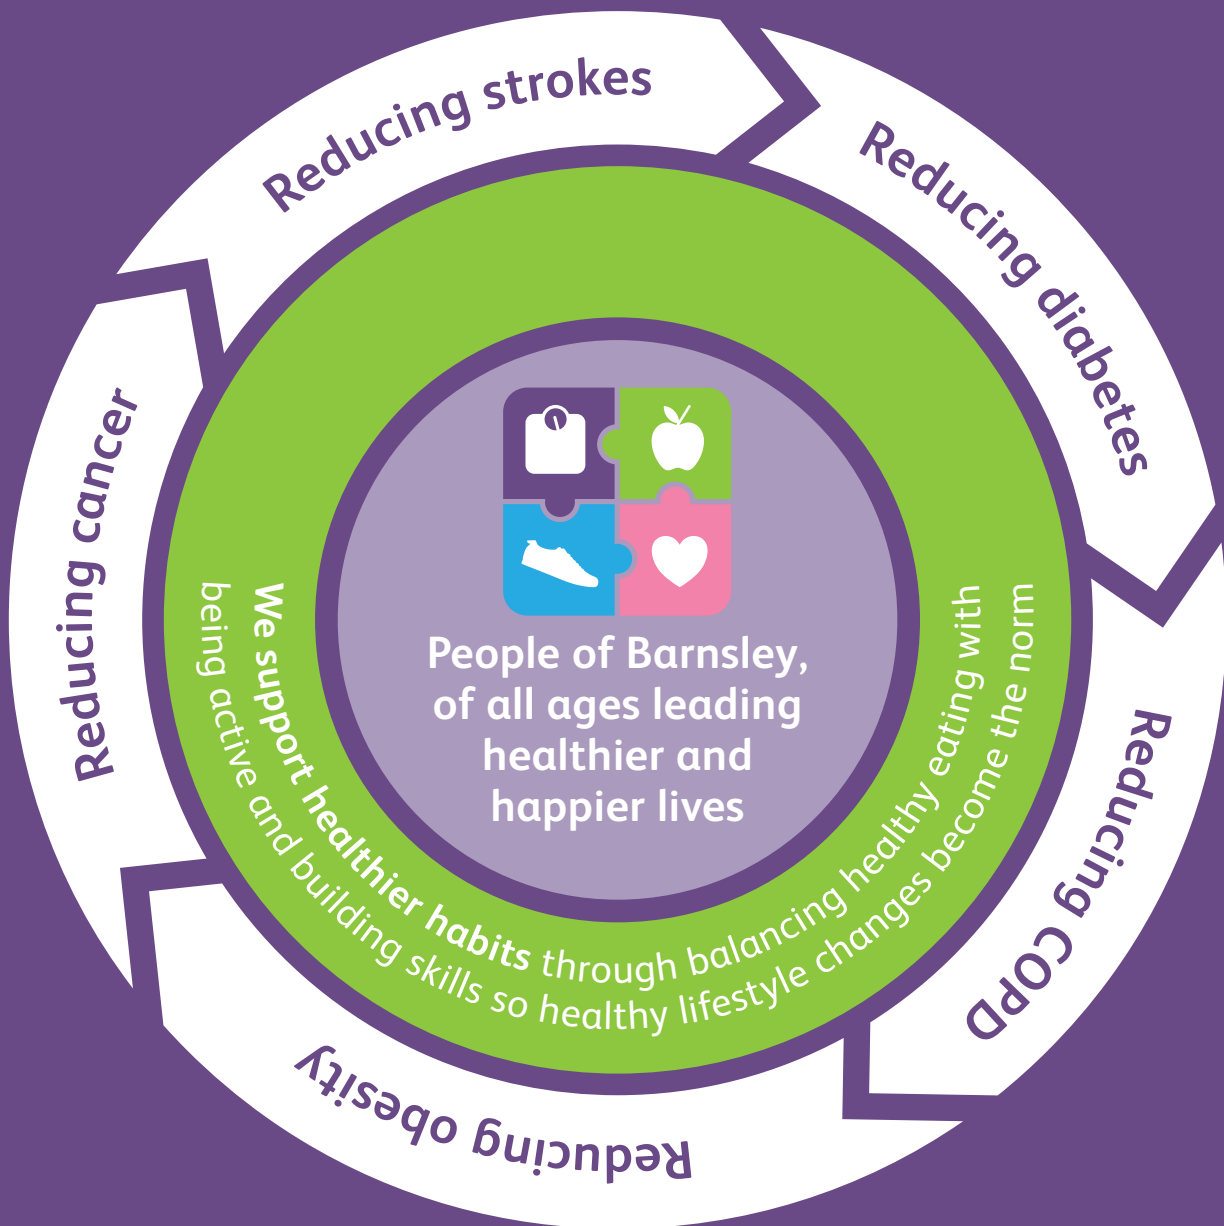 Reducing strokes
Reducing diabetes
Reducing COPD
Reducing obesity
Reducing cancer
We support healthier habits through balancing healthy eating with
being active and building skills so healthy lifestyle changes become the norm
People of Barnsley,
of all ages leading
healthier and
happier lives